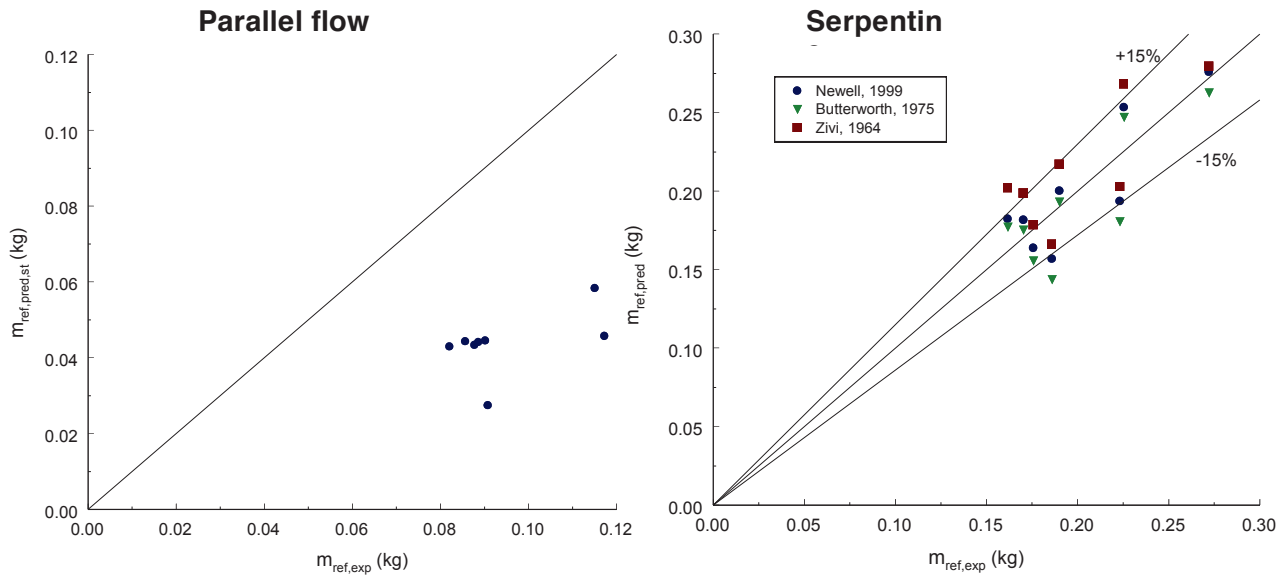 Parallel flow
0.12
0.10
0.08
0.06
0.04
0.02
0.00
m_ref,pred,st (kg)
0.00 0.02 0.04 0.06 0.08 0.10 0.12
m_ref,exp (kg)
Serpentin
0.30
0.25
0.20
0.15
0.10
0.05
0.00
m_ref,pred (kg)
+15%
-15%
Newell, 1999
Butterworth, 1975
Zivi, 1964
0.00 0.05 0.10 0.15 0.20 0.25 0.30
m_ref,exp (kg)